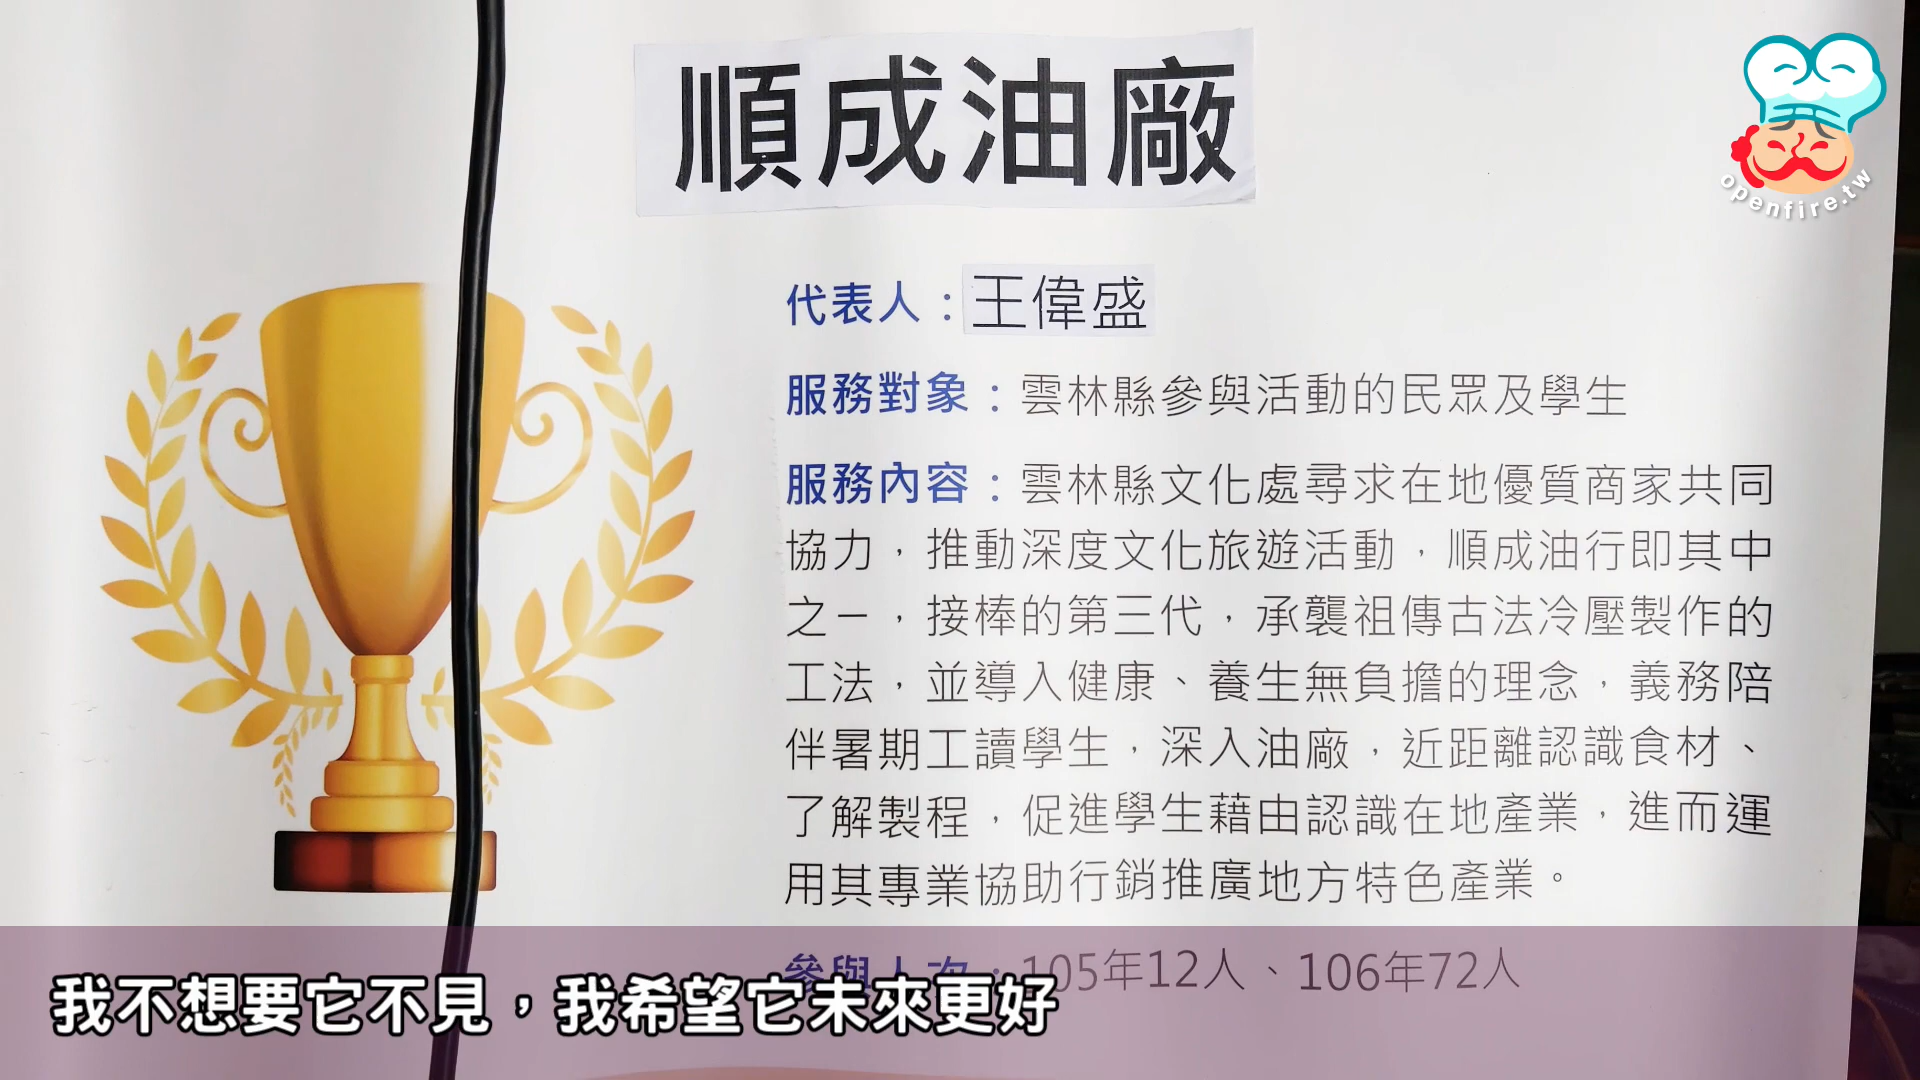 順成油廠
openfire.tw
代表人：王偉盛
服務對象：雲林縣參與活動的民眾及學生
服務內容：雲林縣文化處尋求在地優質商家共同
協力，推動深度文化旅遊活動，順成油行即其中
之一，接棒的第三代，承襲祖傳古法冷壓製作的
工法，並導入健康、養生無負擔的理念，義務陪
伴暑期工讀學生，深入油廠，近距離認識食材、
了解製程，促進學生藉由認識在地產業，進而運
用其專業協助行銷推廣地方特色產業。
參與人次：105年12人、106年72人
我不想要它不見，我希望它未來更好